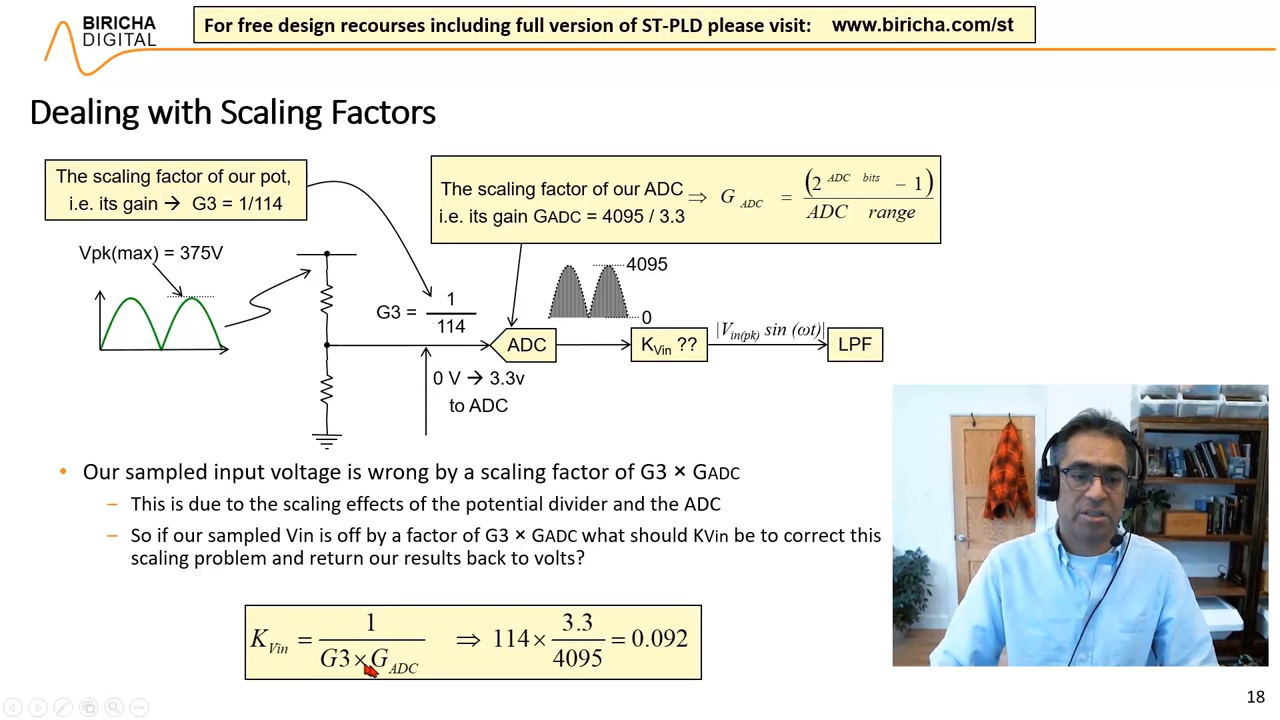 BIRICHA
DIGITAL
For free design recourses including full version of ST-PLD please visit: www.biricha.com/st
Dealing with Scaling Factors
The scaling factor of our pot,
i.e. its gain → G3 = 1/114
The scaling factor of our ADC
i.e. its gain GADC = 4095 / 3.3
⇒ G ADC = (2 ADC bits − 1) / ADC range
Vpk(max) = 375V
4095
0
G3 = 1 / 114
ADC
KVin ??
|Vin(pk) sin (ωt)|
LPF
0 V → 3.3v
to ADC
• Our sampled input voltage is wrong by a scaling factor of G3 × GADC
– This is due to the scaling effects of the potential divider and the ADC
– So if our sampled Vin is off by a factor of G3 × GADC what should KVin be to correct this
scaling problem and return our results back to volts?
KVin = 1 / G3×GADC ⇒ 114 × 3.3 / 4095 = 0.092
18